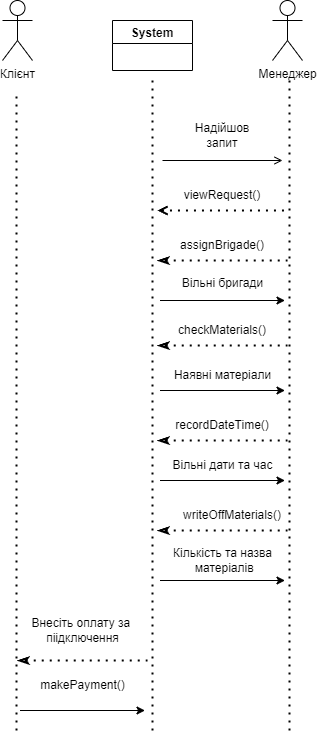 System
Клієнт
Менеджер
Надійшов
запит
viewRequest()
assignBrigade()
Вільні бригади
checkMaterials()
Наявні матеріали
recordDateTime()
Вільні дати та час
writeOffMaterials()
Кількість та назва
матеріалів
Внесіть оплату за
піідключення
makePayment()